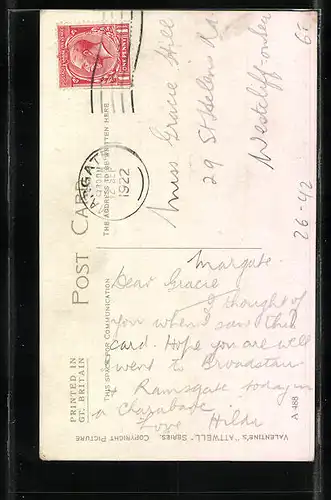 POST CARD
THIS SPACE FOR COMMUNICATION
THE ADDRESS TO BE WRITTEN HERE
PRINTED IN
GT. BRITAIN
ONE PENNY
MARGATE
1922
Miss Gracie Hill
29 St Helens Rd
Westcliff-on-Sea
65
26-42
Margate.
Dear Gracie
I thought of
you when I saw this
card. Hope you are well
went to Broadstairs
& Ramsgate today in
a charabanc
Love Hilda
VALENTINE'S "ATTWELL" SERIES. COPYRIGHT PICTURE
A 488